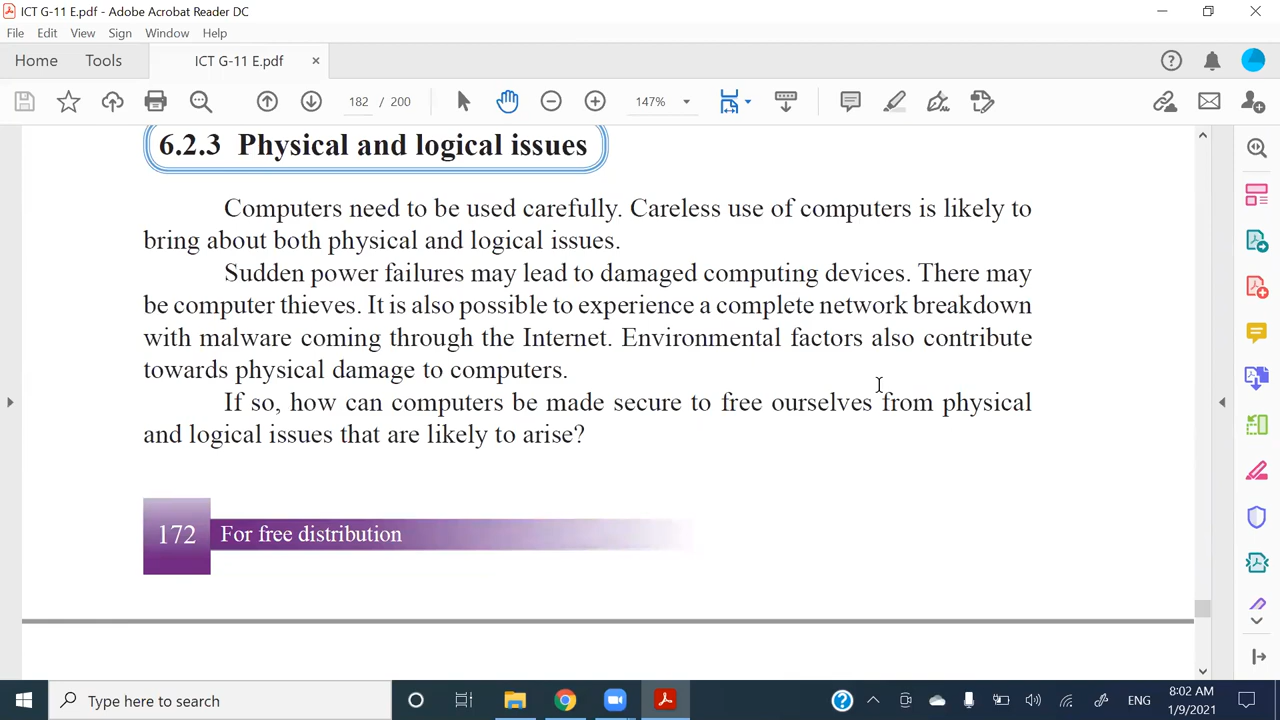 ICT G-11 E.pdf - Adobe Acrobat Reader DC
File Edit View Sign Window Help
Home Tools ICT G-11 E.pdf ×
182 / 200 147%
6.2.3 Physical and logical issues
Computers need to be used carefully. Careless use of computers is likely to
bring about both physical and logical issues.
Sudden power failures may lead to damaged computing devices. There may
be computer thieves. It is also possible to experience a complete network breakdown
with malware coming through the Internet. Environmental factors also contribute
towards physical damage to computers.
If so, how can computers be made secure to free ourselves from physical
and logical issues that are likely to arise?
172 For free distribution
Type here to search
ENG
8:02 AM
1/9/2021